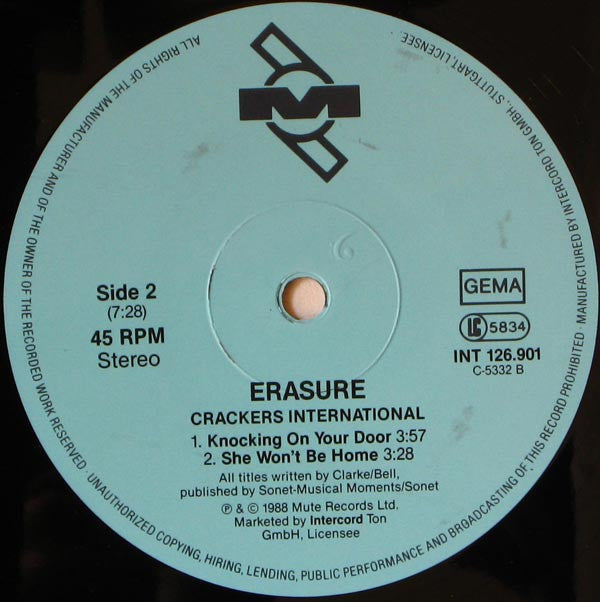 ALL RIGHTS OF THE MANUFACTURER AND OF THE OWNER OF THE RECORDED WORK RESERVED · UNAUTHORIZED COPYING, HIRING, LENDING, PUBLIC PERFORMANCE AND BROADCASTING OF THIS RECORD PROHIBITED · MANUFACTURED BY INTERCORD TON GMBH, STUTTGART, LICENSEE.
M
Side 2
(7:28)
45 RPM
Stereo
GEMA
LC 5834
INT 126.901
C-5332 B
ERASURE
CRACKERS INTERNATIONAL
1. Knocking On Your Door 3:57
2. She Won't Be Home 3:28
All titles written by Clarke/Bell,
published by Sonet-Musical Moments/Sonet
℗ & © 1988 Mute Records Ltd.
Marketed by Intercord Ton
GmbH, Licensee